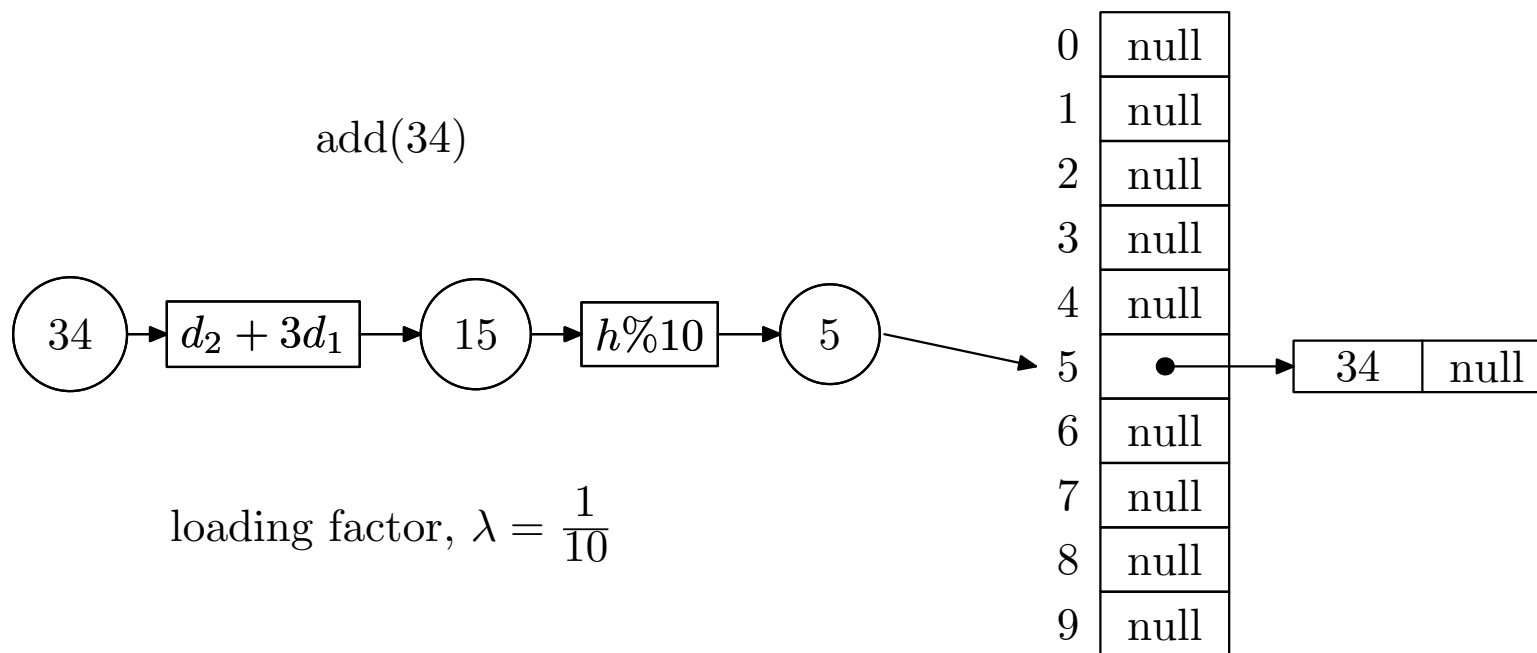 add(34)
34
d₂ + 3d₁
15
h%10
5
loading factor, λ = 1/10
0 null
1 null
2 null
3 null
4 null
5
34 null
6 null
7 null
8 null
9 null